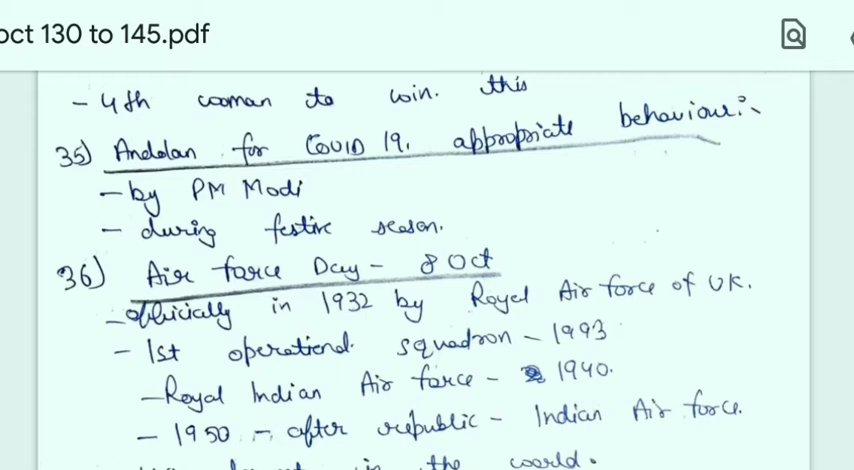 oct 130 to 145.pdf
- 4th woman to win. this
35) Andolan for COVID 19. appropriate behaviour:-
- by PM Modi
- during festive season.
36) Air force Day - 8 Oct
- officially in 1932 by Royal Air force of UK.
- 1st operational squadron - 1993
- Royal Indian Air force - 1940.
- 1950 - after republic - Indian Air force.
in the world.